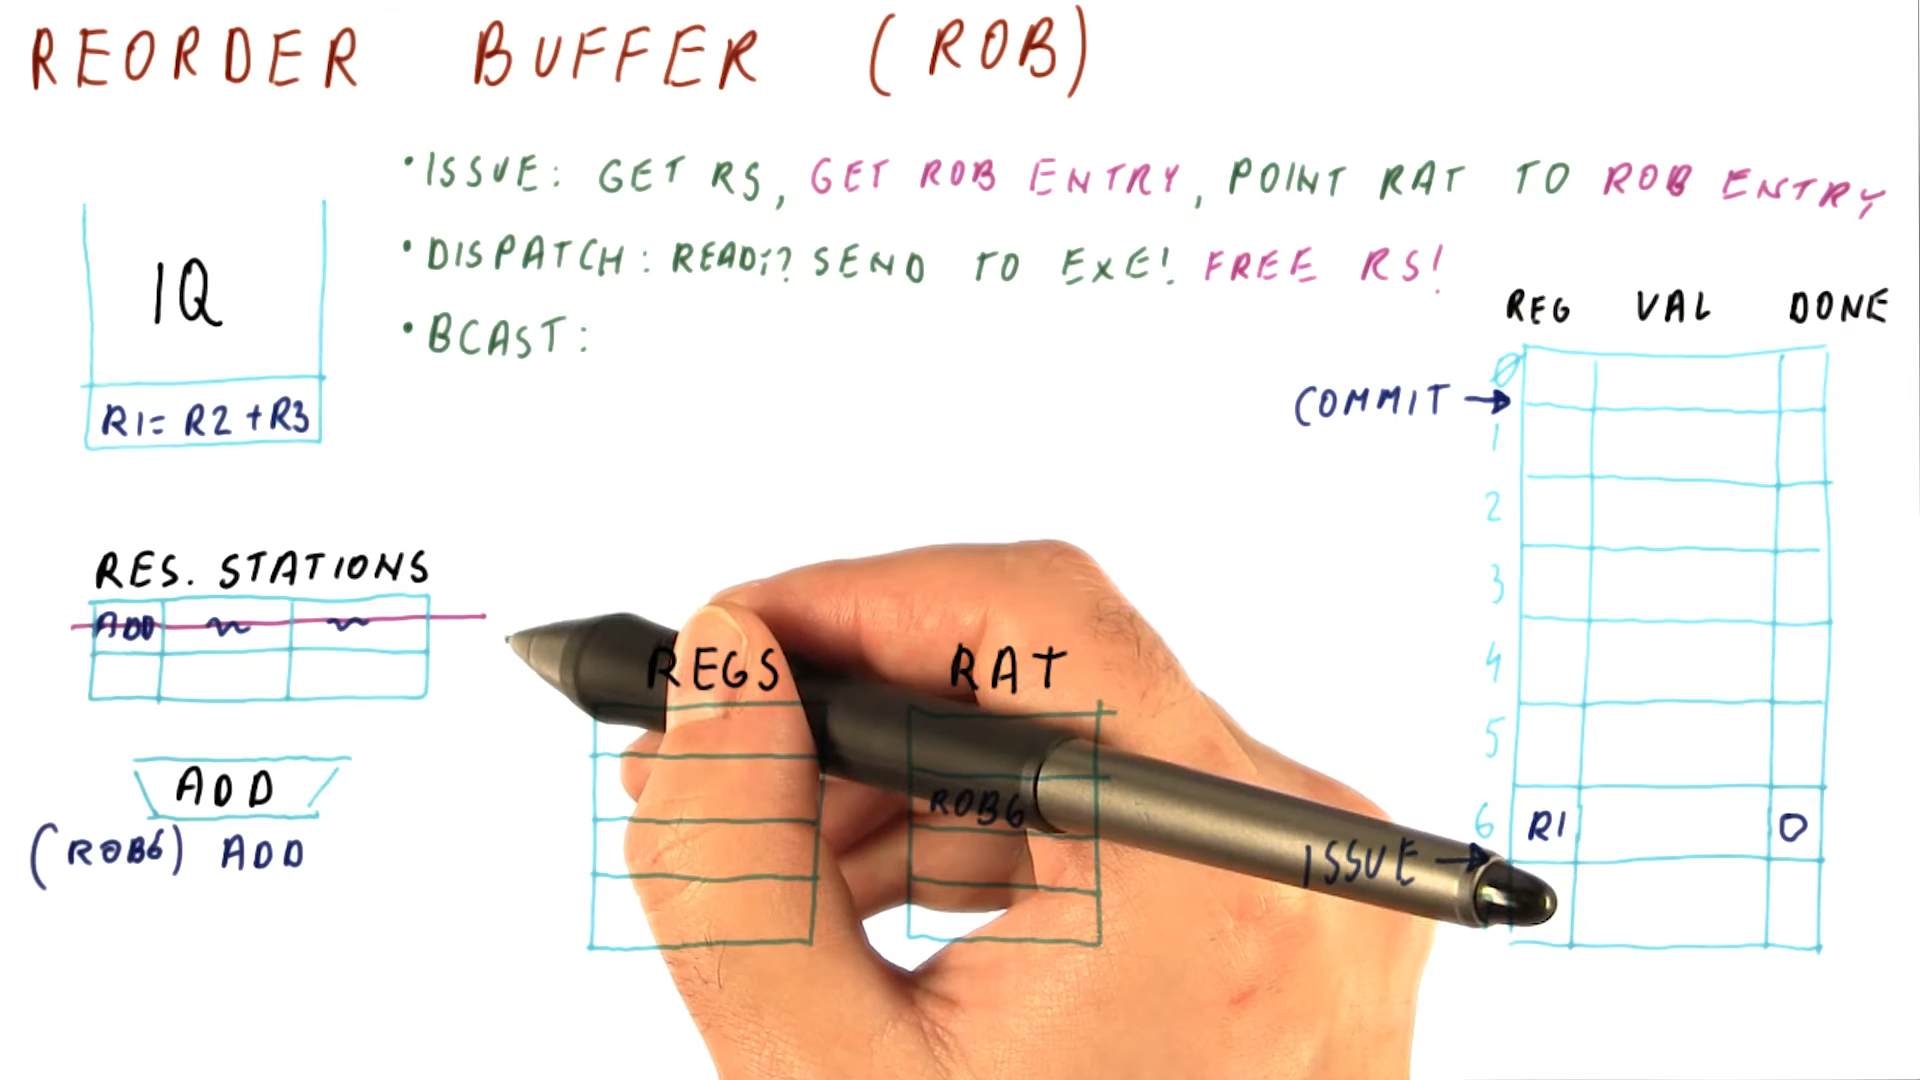 REORDER BUFFER (ROB)
• ISSUE: GET RS, GET ROB ENTRY, POINT RAT TO ROB ENTRY
• DISPATCH: READY? SEND TO EXE! FREE RS!
• BCAST:
IQ
R1= R2 +R3
RES. STATIONS
ADD ~ ~
ADD
(ROB6) ADD
REGS
RAT
ROB6
REG VAL DONE
COMMIT →
ISSUE →
0
1
2
3
4
5
6 R1 0